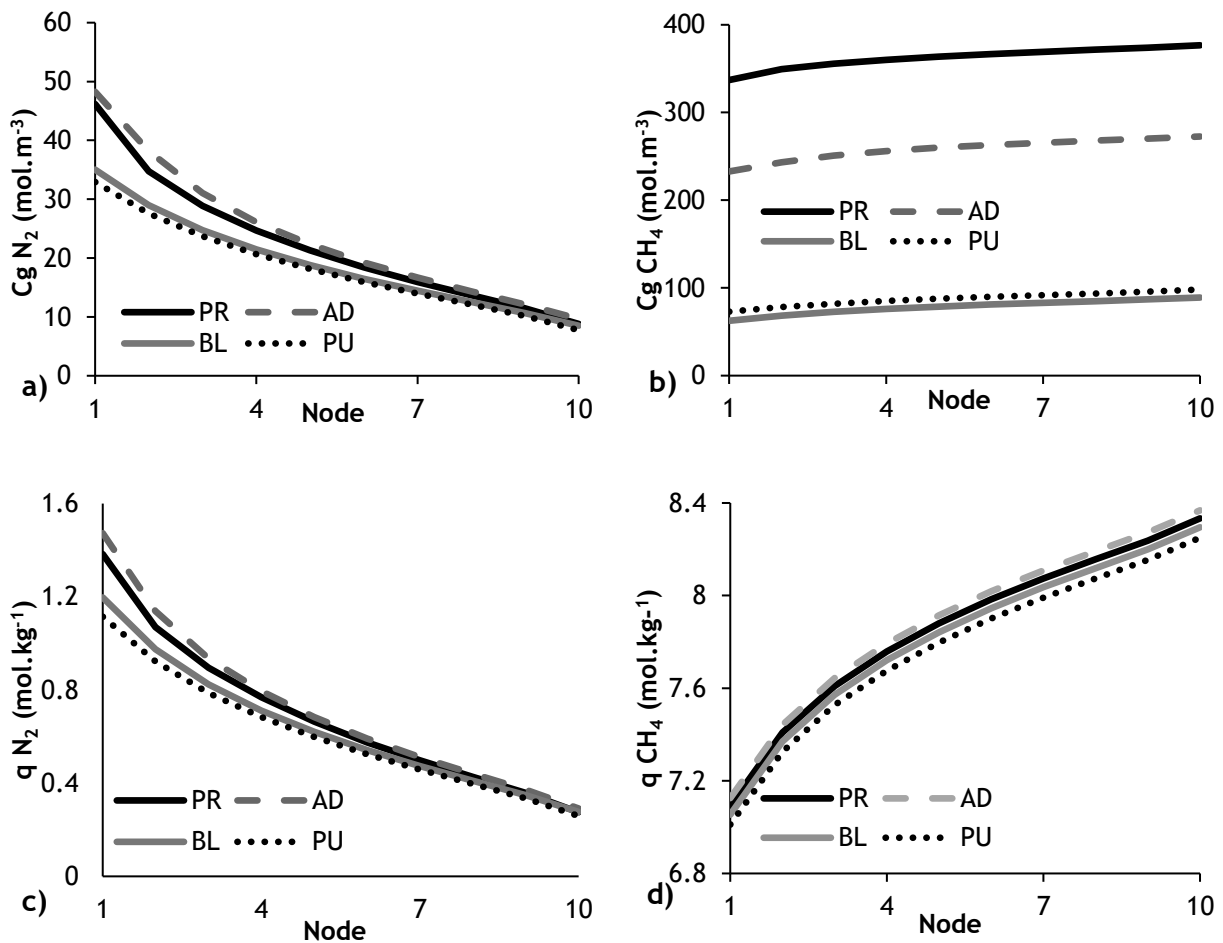 60
50
40
30
20
10
0
Cg N₂ (mol.m⁻³)
PR AD
BL PU
1 4 7 10
Node
a)
400
300
200
100
0
Cg CH₄ (mol.m⁻³)
PR AD
BL PU
1 4 7 10
Node
b)
1.6
1.2
0.8
0.4
0
q N₂ (mol.kg⁻¹)
PR AD
BL PU
1 4 7 10
Node
c)
8.4
8
7.6
7.2
6.8
q CH₄ (mol.kg-¹)
PR AD
BL PU
1 4 7 10
Node
d)